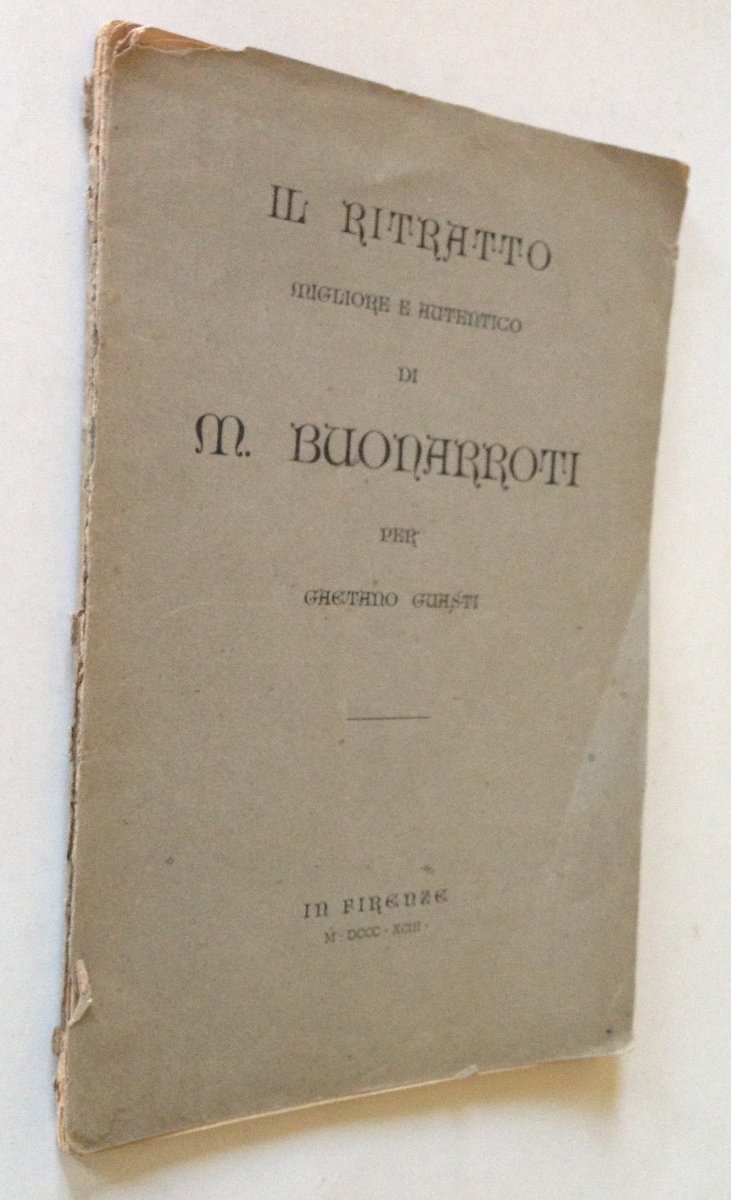 IL RITRATTO
MIGLIORE E AUTENTICO
DI
M. BUONARROTI
PER
GAETANO GUASTI
IN FIRENZE
M · DCCC · XCIII ·